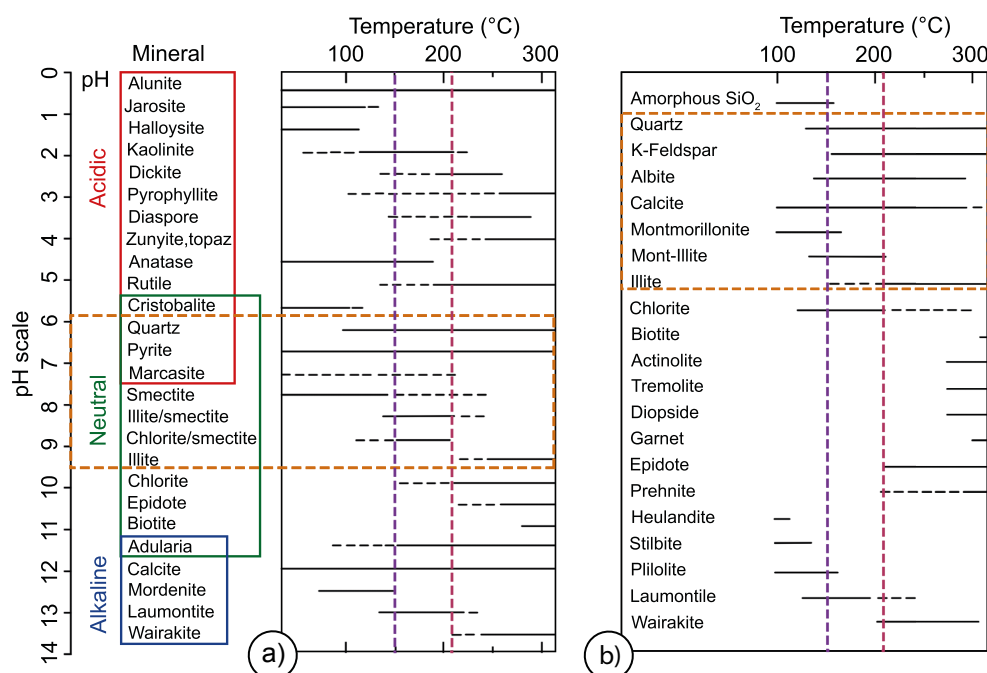 Temperature (°C)
Mineral
100 200 300
0 pH
Alunite
Jarosite
1
Halloysite
2 Kaolinite
Dickite
3 Pyrophyllite
Diaspore
4 Zunyite,topaz
Anatase
5 Rutile
Cristobalite
6 Quartz
Pyrite
7 Marcasite
Smectite
8 Illite/smectite
9 Chlorite/smectite
Illite
10 Chlorite
Epidote
11 Biotite
Adularia
12 Calcite
Mordenite
13 Laumontite
Wairakite
14
pH scale
Acidic
Neutral
Alkaline
a)
Temperature (°C)
100 200 300
Amorphous SiO2
Quartz
K-Feldspar
Albite
Calcite
Montmorillonite
Mont-Illite
Illite
Chlorite
Biotite
Actinolite
Tremolite
Diopside
Garnet
Epidote
Prehnite
Heulandite
Stilbite
Plilolite
Laumontile
Wairakite
b)